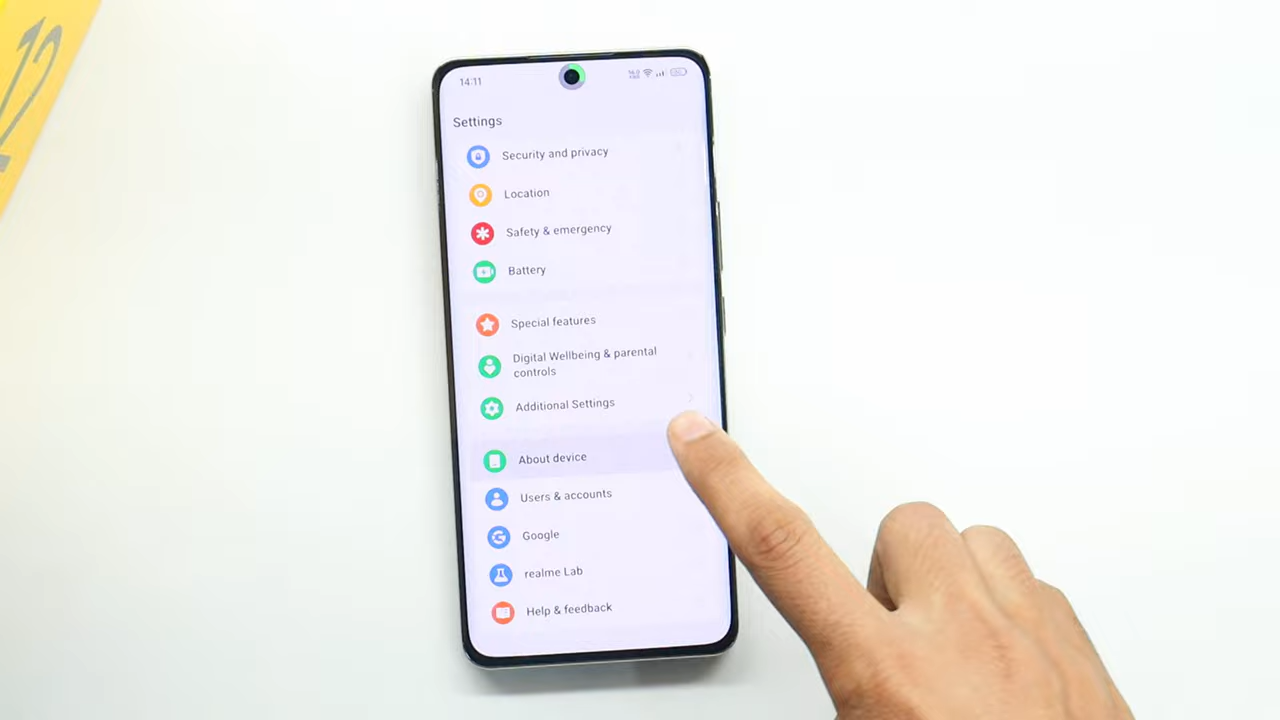 12
14:11
Settings
Security and privacy
Location
Safety & emergency
Battery
Special features
Digital Wellbeing & parental
controls
Additional Settings
About device
Users & accounts
Google
realme Lab
Help & feedback